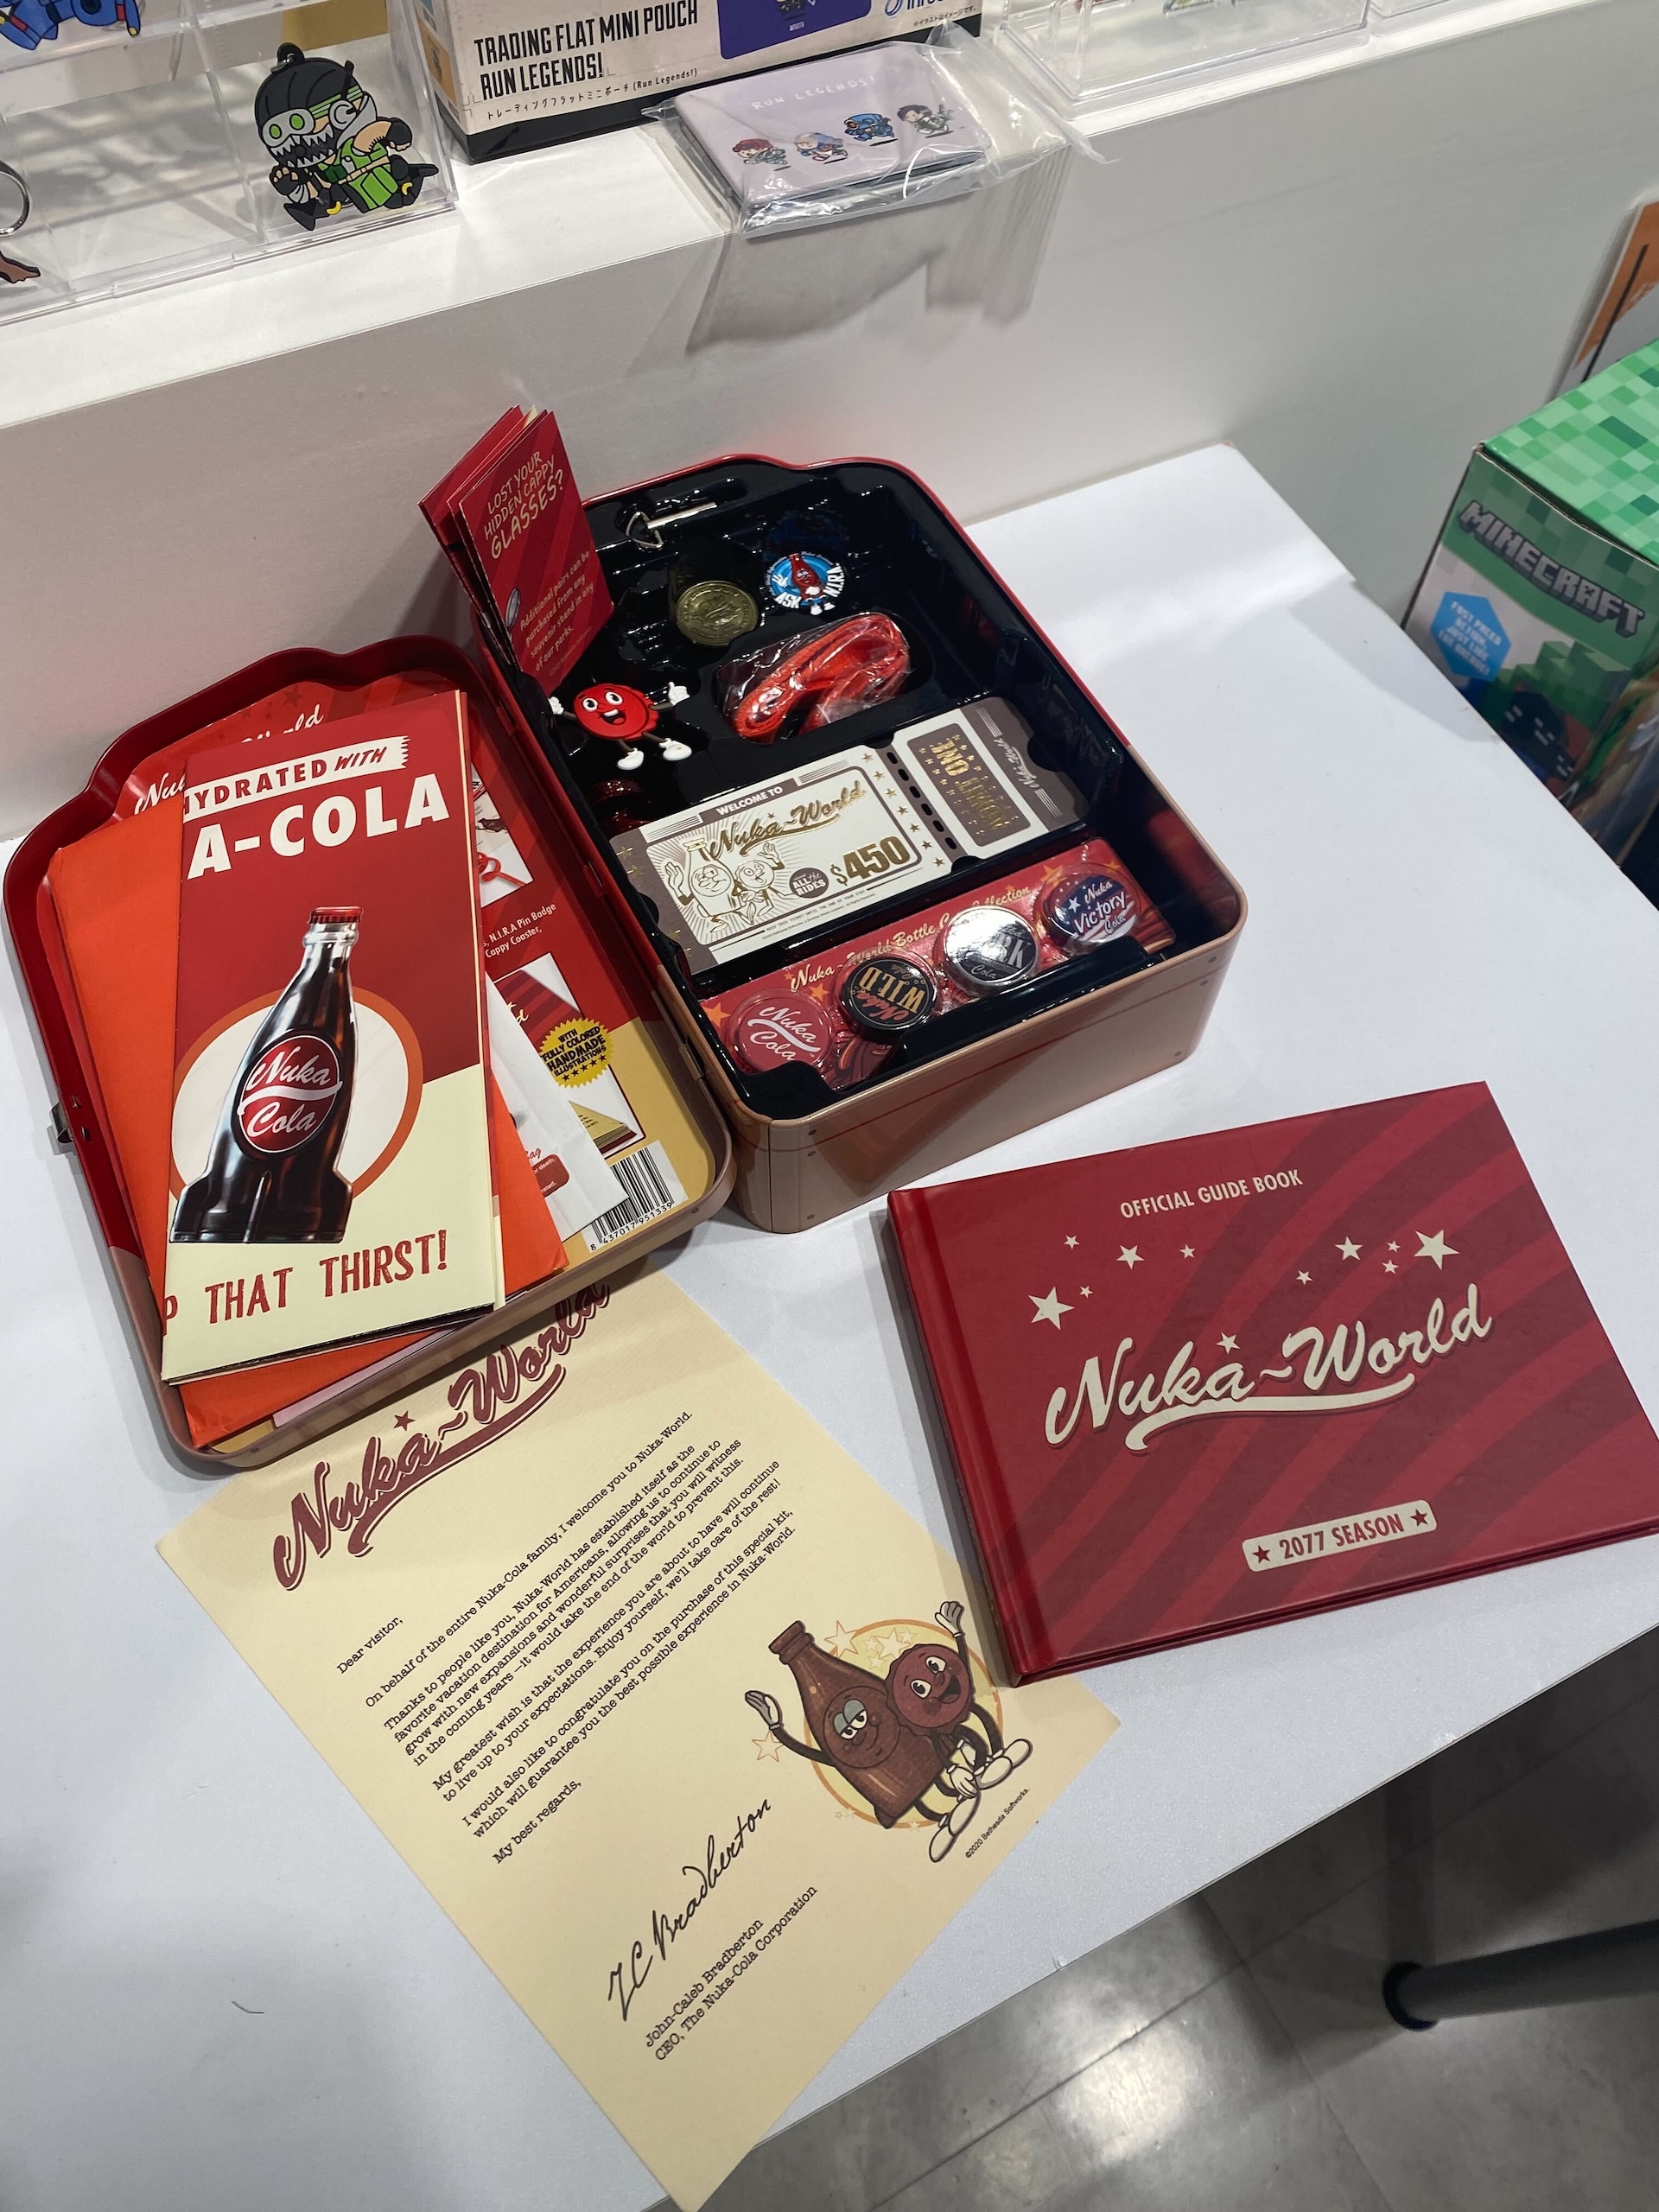 TRADING FLAT MINI POUCH
RUN LEGENDS!
トレーディングフラットミニポーチ (Run Legends!)
RUN LEGENDS!
MINECRAFT
LOST YOUR
HIDDEN CAPPY
GLASSES?
Additional pairs can be
purchased from any
souvenir stand in any
of our parks.
ASK
N.I.R.A.
WELCOME TO
Nuka-World
ALL the
RIDES
$450
ADMIT ONE
Nuka-World
Nuka-World Bottle Cap Collection
Nuka
Cola
Nuka
WILD
Cola
Nuka
Victory
Cola
HYDRATED WITH
A-COLA
Nuka
Cola
THAT THIRST!
N.I.R.A Pin Badge
Cappy Coaster,
WITH
FULLY COLORED
HANDMADE
ILLUSTRATIONS
8 437017 951339
OFFICIAL GUIDE BOOK
Nuka-World
2077 SEASON
Nuka-World
Dear visitor,
On behalf of the entire Nuka-Cola family, I welcome you to Nuka-World.
Thanks to people like you, Nuka-World has established itself as the
favorite vacation destination for Americans, allowing us to continue to
grow with new expansions and wonderful surprises that you will witness
in the coming years —it would take the end of the world to prevent this.
My greatest wish is that the experience you are about to have will continue
to live up to your expectations. Enjoy yourself, we'll take care of the rest!
I would also like to congratulate you on the purchase of this special kit,
which will guarantee you the best possible experience in Nuka-World.
My best regards,
JC Bradberton
John-Caleb Bradberton
CEO, The Nuka-Cola Corporation
©2020 Bethesda Softworks.